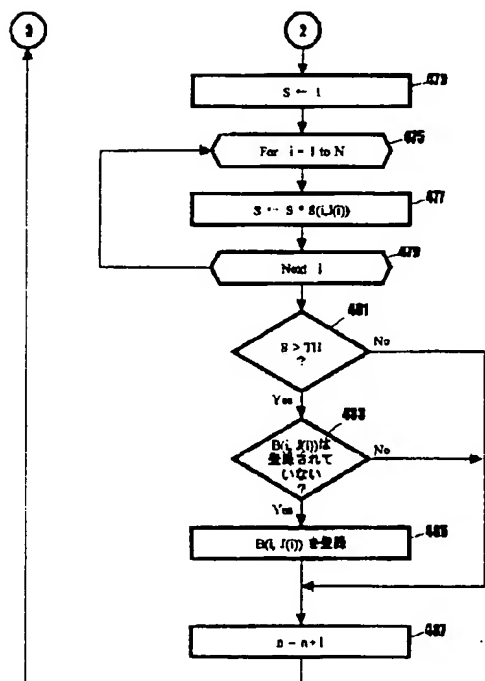 3
2
S ← 1
473
For i = 1 to N
475
S ← S * S(i,J(i))
477
Next i
479
S > TH
?
481
No
Yes
B(i, J(i))は
登録されて
いない
?
483
No
Yes
B(i, J(i)) を登録
485
n = n+1
487